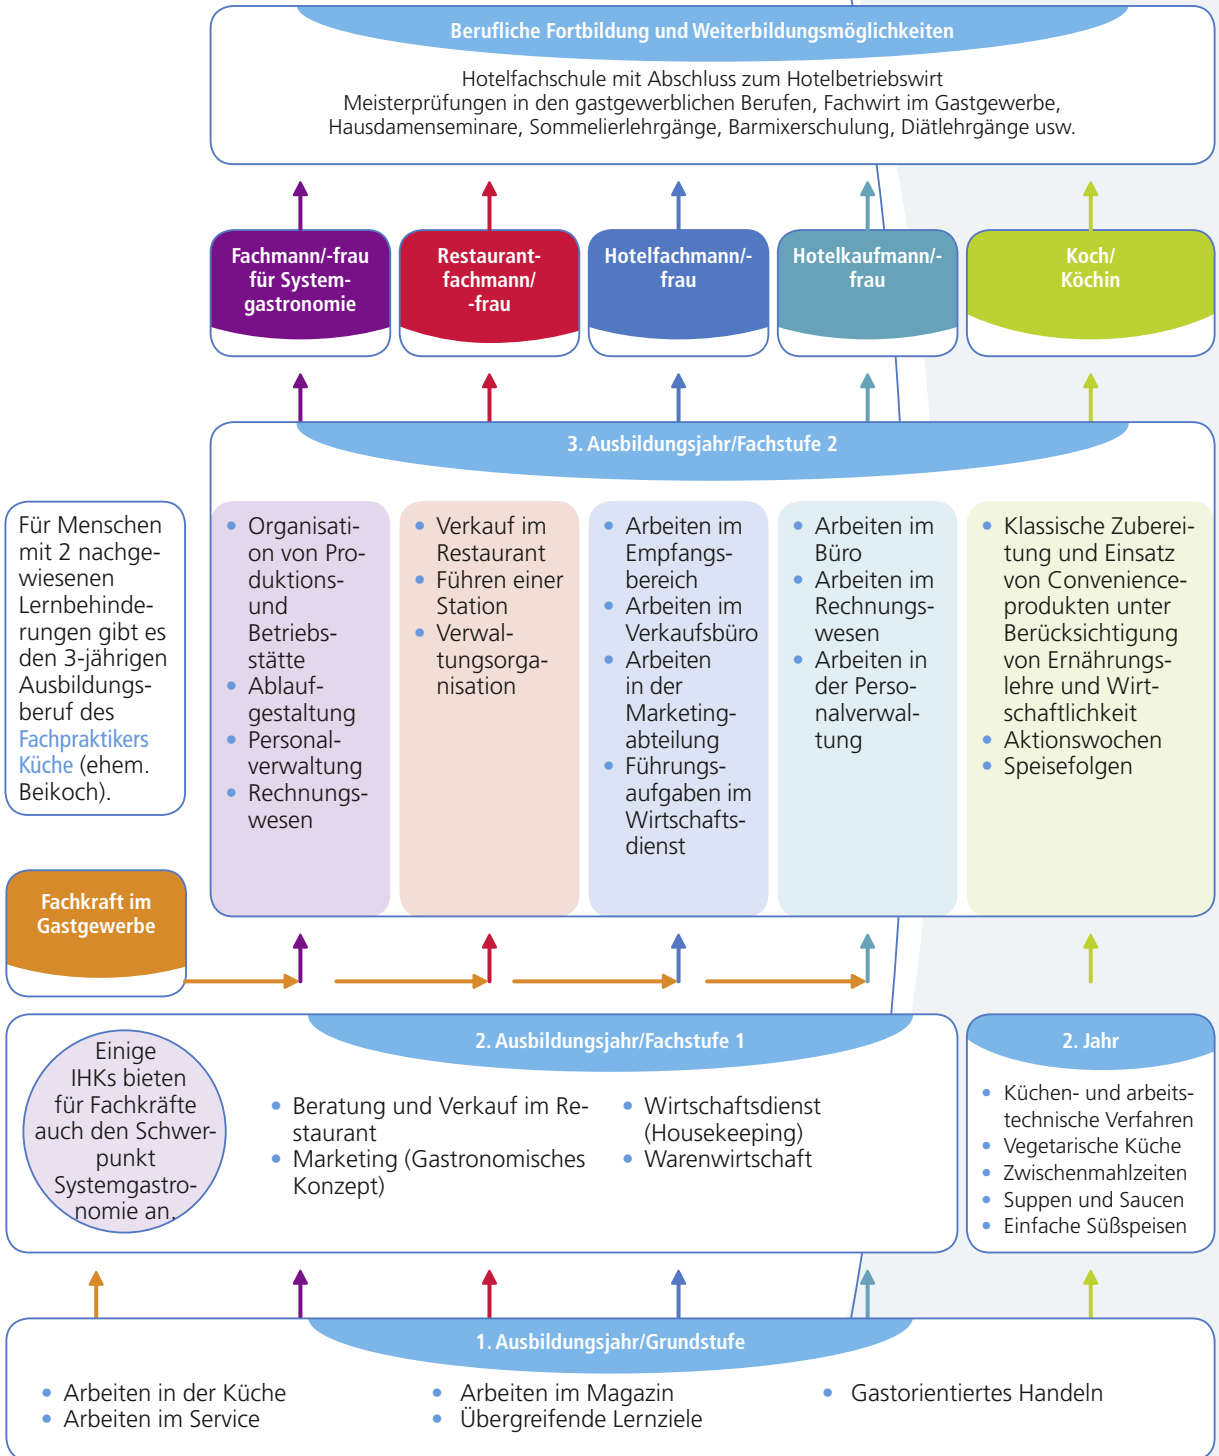 Berufliche Fortbildung und Weiterbildungsmöglichkeiten
Hotelfachschule mit Abschluss zum Hotelbetriebswirt
Meisterprüfungen in den gastgewerblichen Berufen, Fachwirt im Gastgewerbe,
Hausdamenseminare, Sommelierlehrgänge, Barmixerschulung, Diätlehrgänge usw.
Fachmann/-frau
für System-
gastronomie
Restaurant-
fachmann/
-frau
Hotelfachmann/-
frau
Hotelkaufmann/-
frau
Koch/
Köchin
3. Ausbildungsjahr/Fachstufe 2
Für Menschen
mit 2 nachge-
wiesenen
Lernbehinde-
rungen gibt es
den 3-jährigen
Ausbildungs-
beruf des
Fachpraktikers
Küche (ehem.
Beikoch).
• Organisati-
on von Pro-
duktions-
und
Betriebs-
stätte
• Ablauf-
gestaltung
• Personal-
verwaltung
• Rechnungs-
wesen
• Verkauf im
Restaurant
• Führen einer
Station
• Verwal-
tungsorga-
nisation
• Arbeiten im
Empfangs-
bereich
• Arbeiten im
Verkaufsbüro
• Arbeiten
in der
Marketing-
abteilung
• Führungs-
aufgaben im
Wirtschafts-
dienst
• Arbeiten im
Büro
• Arbeiten im
Rechnungs-
wesen
• Arbeiten in
der Perso-
nalverwal-
tung
• Klassische Zuberei-
tung und Einsatz
von Convenience-
produkten unter
Berücksichtigung
von Ernährungs-
lehre und Wirt-
schaftlichkeit
• Aktionswochen
• Speisefolgen
Fachkraft im
Gastgewerbe
2. Ausbildungsjahr/Fachstufe 1
Einige
IHKs bieten
für Fachkräfte
auch den Schwer-
punkt
Systemgastro-
nomie an.
• Beratung und Verkauf im Re-
staurant
• Marketing (Gastronomisches
Konzept)
• Wirtschaftsdienst
(Housekeeping)
• Warenwirtschaft
2. Jahr
• Küchen- und arbeits-
technische Verfahren
• Vegetarische Küche
• Zwischenmahlzeiten
• Suppen und Saucen
• Einfache Süßspeisen
1. Ausbildungsjahr/Grundstufe
• Arbeiten in der Küche
• Arbeiten im Service
• Arbeiten im Magazin
• Übergreifende Lernziele
• Gastorientiertes Handeln